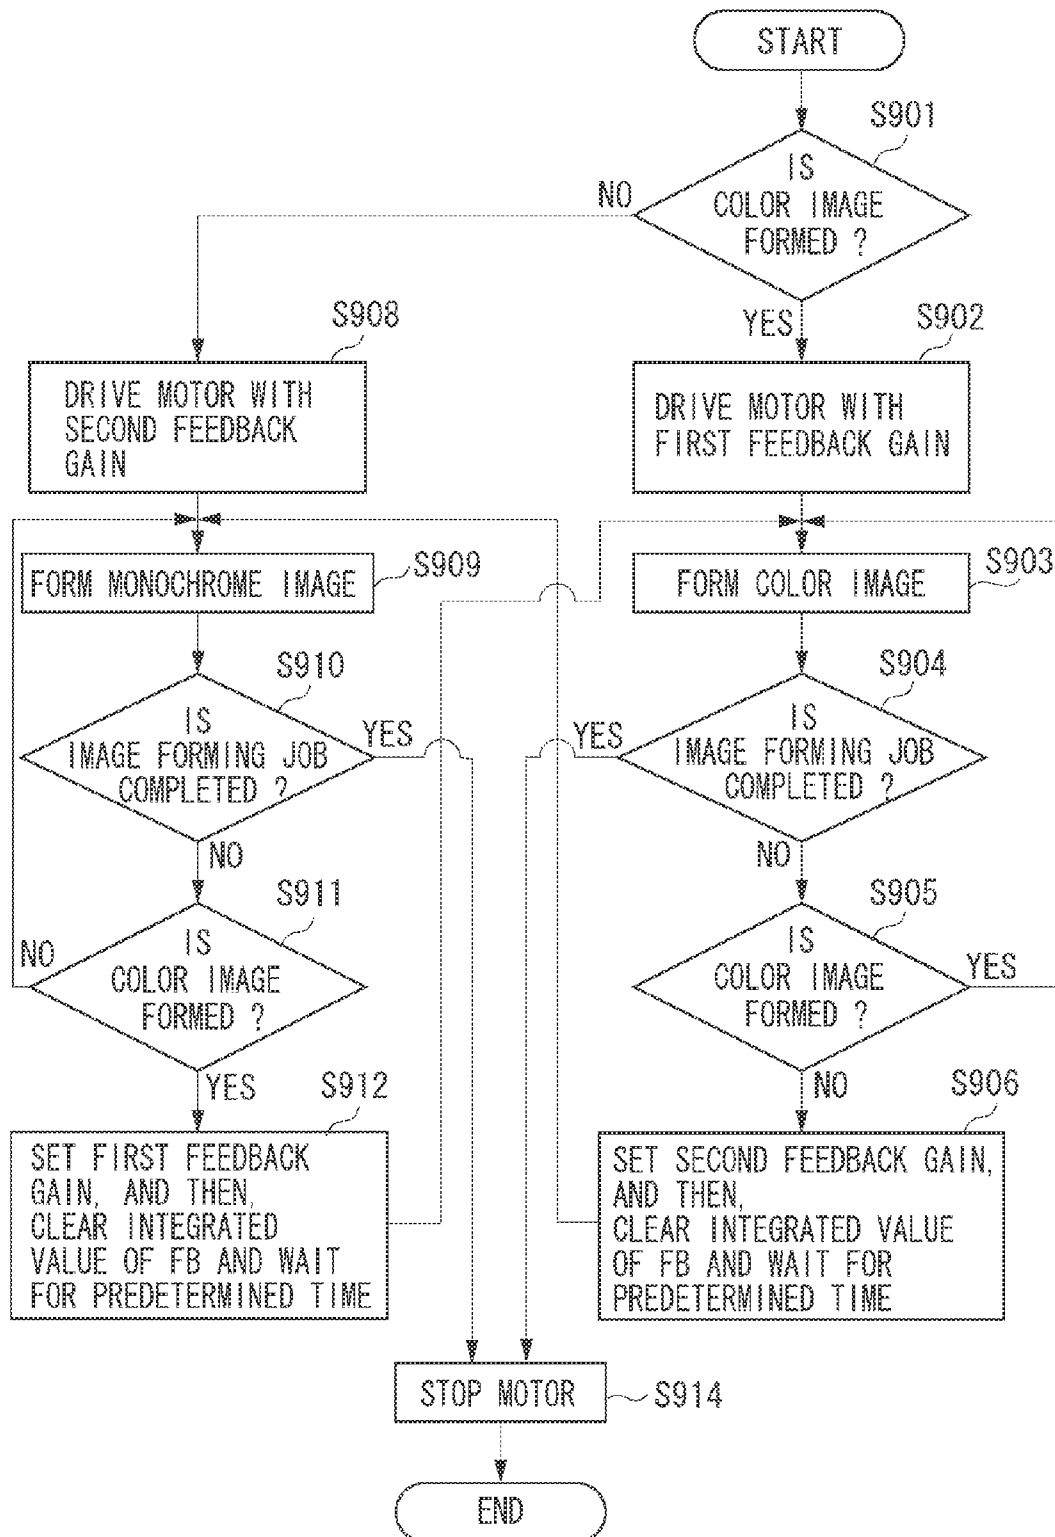 START
S901
IS
COLOR IMAGE
FORMED ?
NO
YES
S908
DRIVE MOTOR WITH
SECOND FEEDBACK
GAIN
S902
DRIVE MOTOR WITH
FIRST FEEDBACK GAIN
FORM MONOCHROME IMAGE
S909
FORM COLOR IMAGE
S903
S910
IS
IMAGE FORMING JOB
COMPLETED ?
YES
NO
S904
IS
IMAGE FORMING JOB
COMPLETED ?
YES
NO
S911
IS
COLOR IMAGE
FORMED ?
NO
YES
S905
IS
COLOR IMAGE
FORMED ?
YES
NO
S912
SET FIRST FEEDBACK
GAIN, AND THEN,
CLEAR INTEGRATED
VALUE OF FB AND WAIT
FOR PREDETERMINED TIME
S906
SET SECOND FEEDBACK GAIN,
AND THEN,
CLEAR INTEGRATED VALUE
OF FB AND WAIT FOR
PREDETERMINED TIME
STOP MOTOR
S914
END